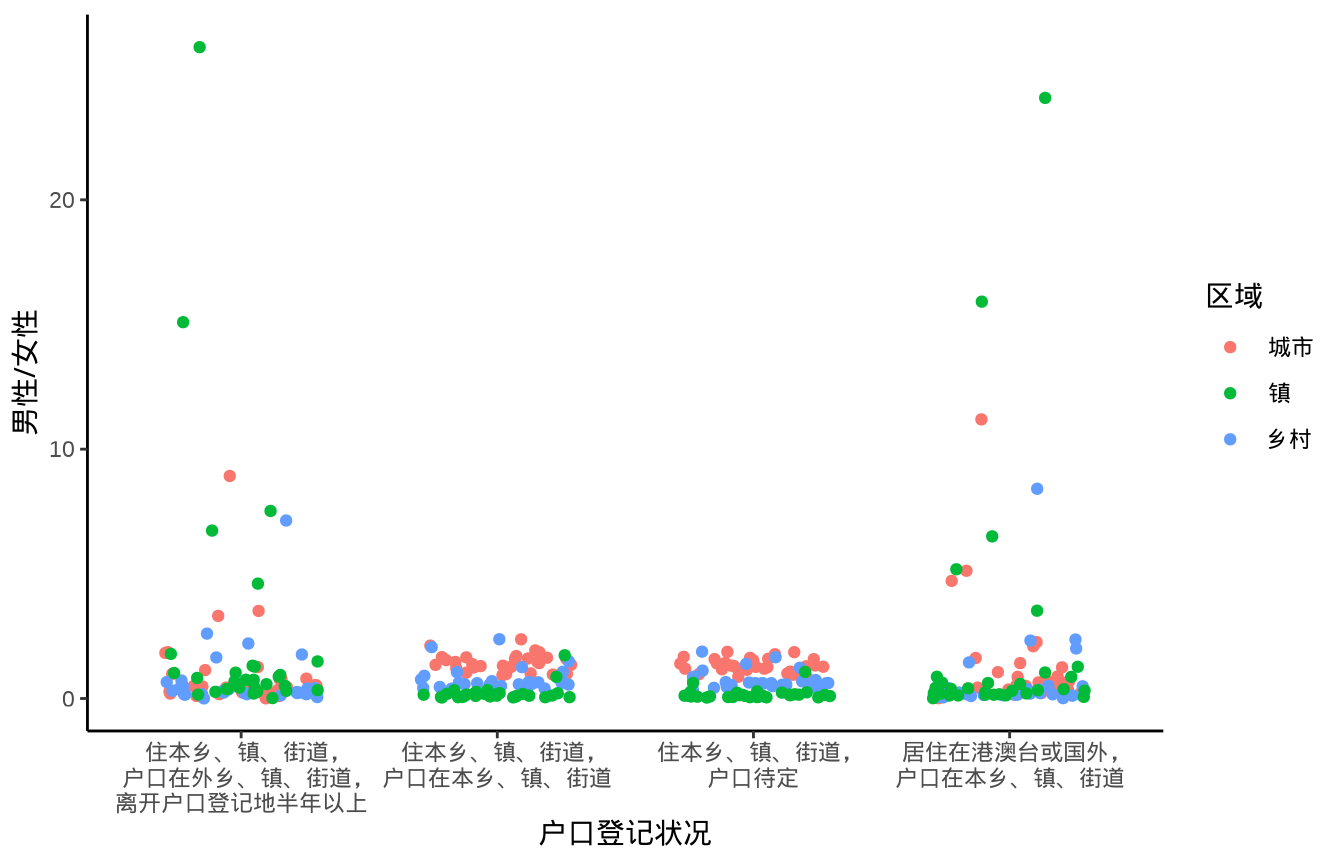 20
10
0
男性/女性
住本乡、镇、街道，
户口在外乡、镇、街道，
离开户口登记地半年以上
住本乡、镇、街道，
户口在本乡、镇、街道
住本乡、镇、街道，
户口待定
居住在港澳台或国外，
户口在本乡、镇、街道
户口登记状况
区域
城市
镇
乡村